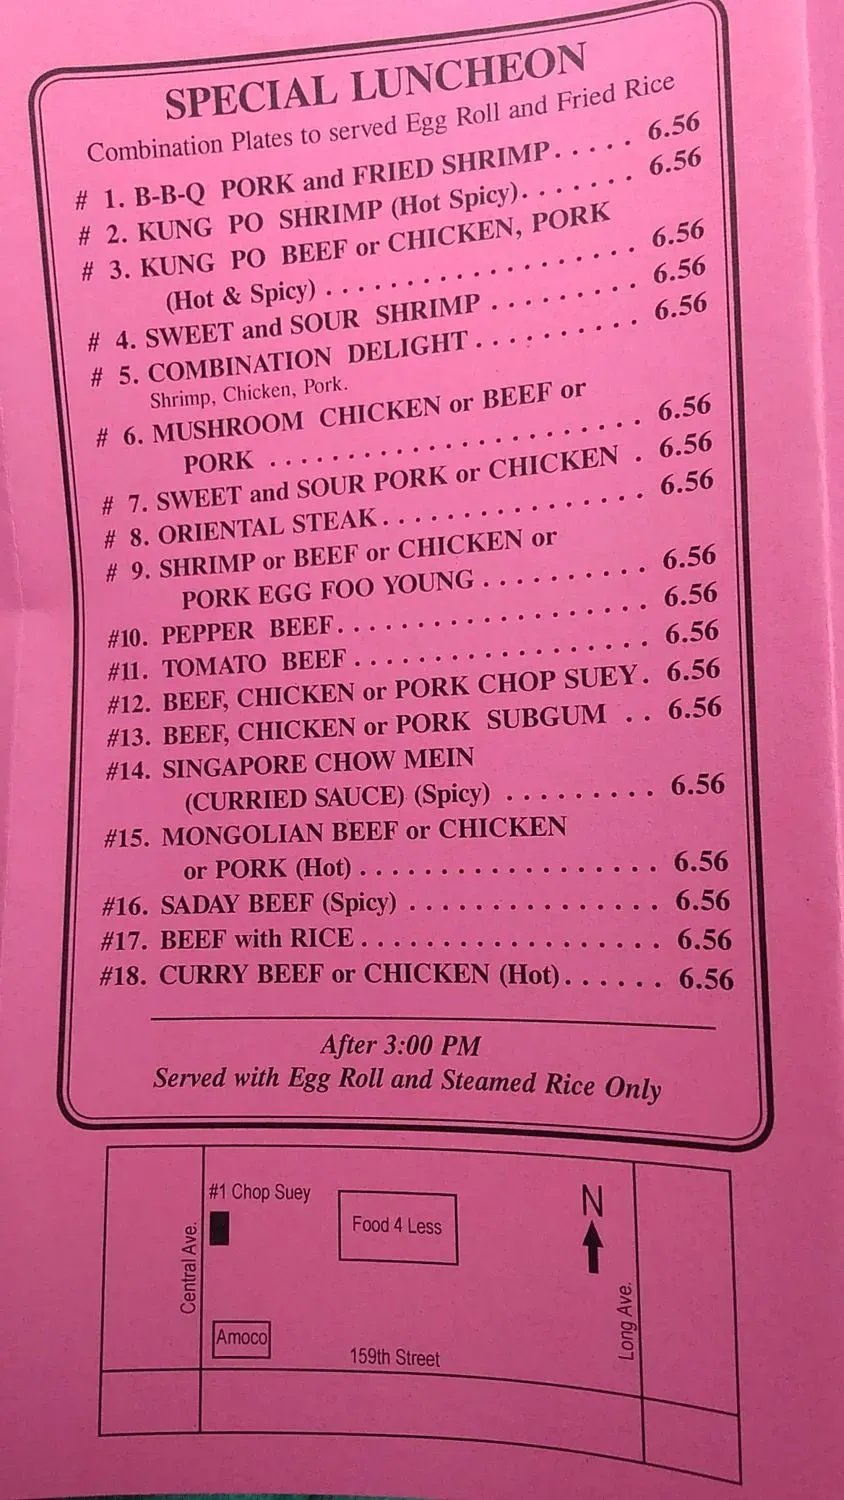 SPECIAL LUNCHEON
Combination Plates to served Egg Roll and Fried Rice
# 1. B-B-Q PORK and FRIED SHRIMP. . . . . 6.56
# 2. KUNG PO SHRIMP (Hot Spicy). . . . . . . 6.56
# 3. KUNG PO BEEF or CHICKEN, PORK
(Hot & Spicy) . . . . . . . . . . . . . . . . . . 6.56
# 4. SWEET and SOUR SHRIMP . . . . . . . . . 6.56
# 5. COMBINATION DELIGHT . . . . . . . . . . 6.56
Shrimp, Chicken, Pork.
# 6. MUSHROOM CHICKEN or BEEF or
PORK . . . . . . . . . . . . . . . . . . . . . . 6.56
# 7. SWEET and SOUR PORK or CHICKEN . 6.56
# 8. ORIENTAL STEAK. . . . . . . . . . . . . . . . 6.56
# 9. SHRIMP or BEEF or CHICKEN or
PORK EGG FOO YOUNG . . . . . . . . . . 6.56
#10. PEPPER BEEF. . . . . . . . . . . . . . . . . . . 6.56
#11. TOMATO BEEF . . . . . . . . . . . . . . . . . . 6.56
#12. BEEF, CHICKEN or PORK CHOP SUEY. 6.56
#13. BEEF, CHICKEN or PORK SUBGUM . . 6.56
#14. SINGAPORE CHOW MEIN
(CURRIED SAUCE) (Spicy) . . . . . . . . . 6.56
#15. MONGOLIAN BEEF or CHICKEN
or PORK (Hot) . . . . . . . . . . . . . . . . . . 6.56
#16. SADAY BEEF (Spicy) . . . . . . . . . . . . . . . 6.56
#17. BEEF with RICE . . . . . . . . . . . . . . . . . . 6.56
#18. CURRY BEEF or CHICKEN (Hot). . . . . . 6.56
After 3:00 PM
Served with Egg Roll and Steamed Rice Only
#1 Chop Suey
Food 4 Less
N
Central Ave.
Long Ave.
Amoco
159th Street